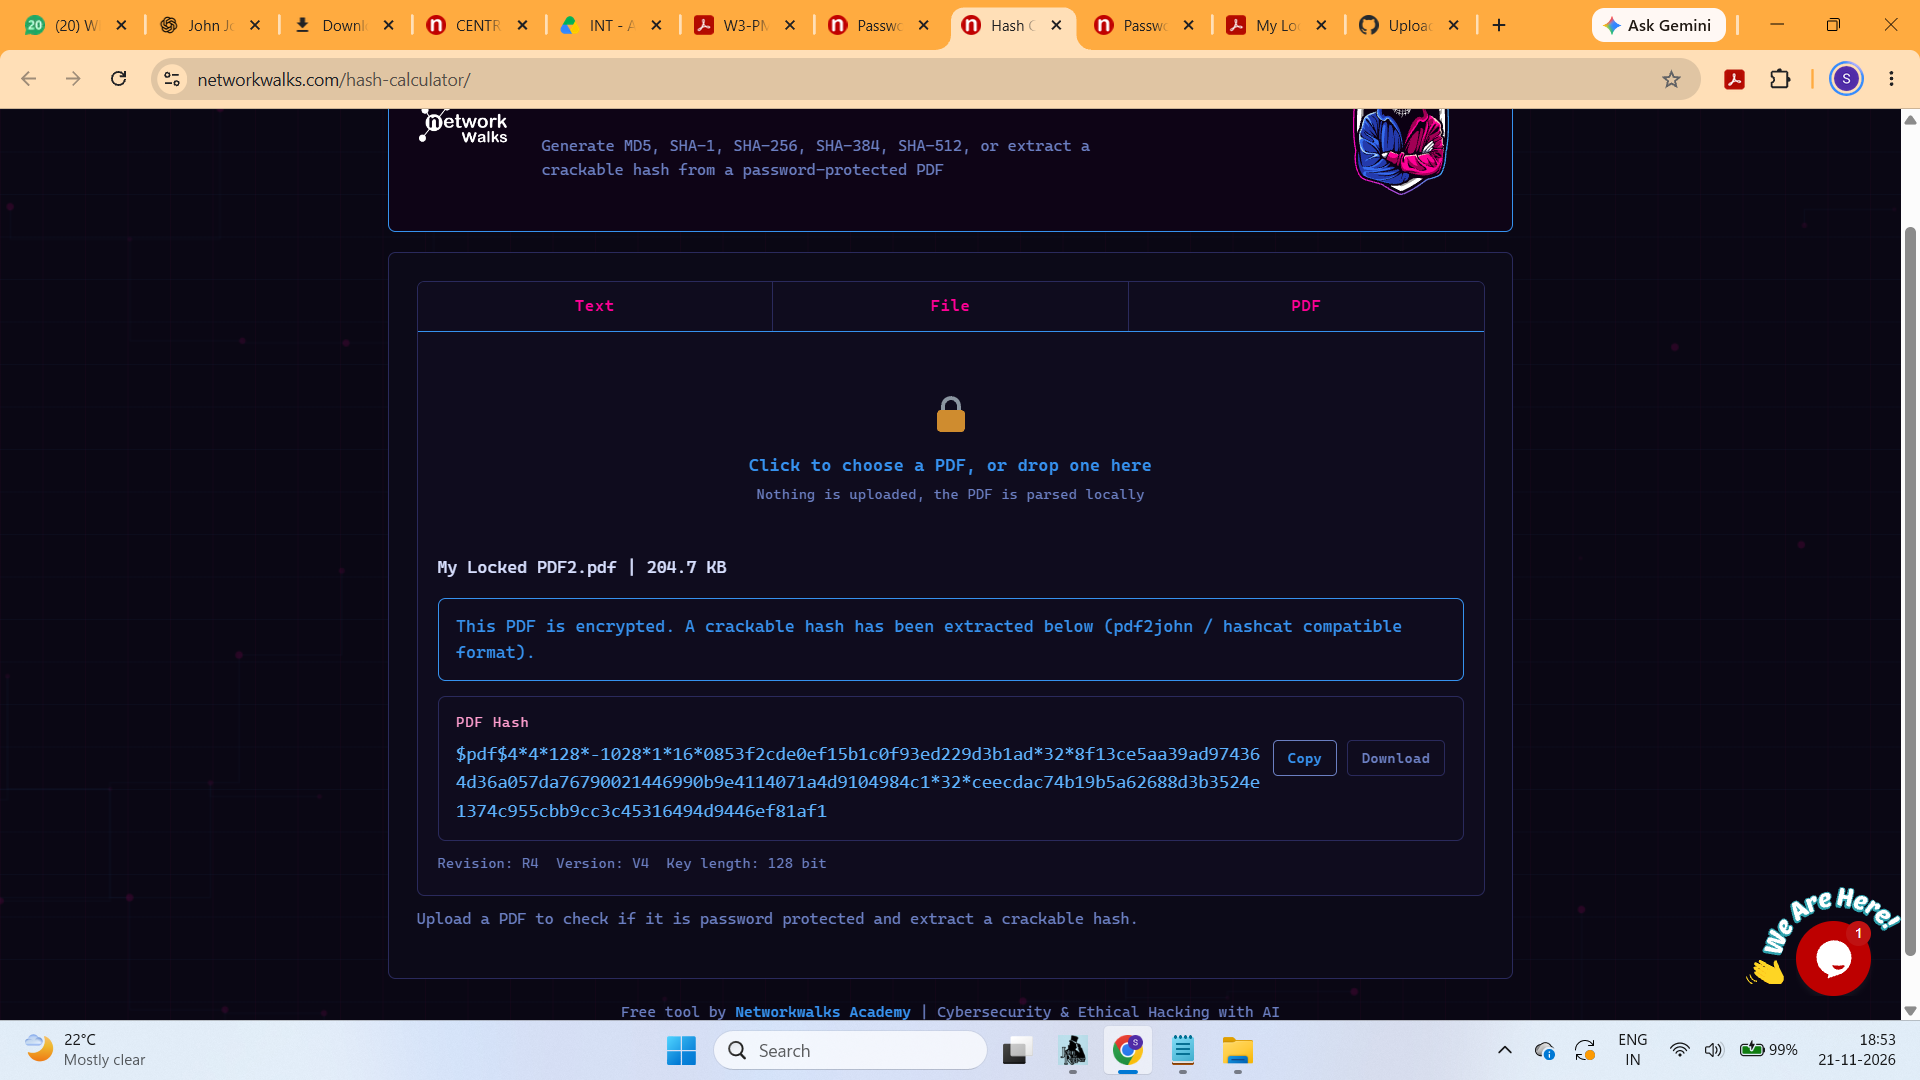 (20) W
John Jo
Downl
CENTR
INT - A
W3-PM
Passwo
Hash C
Passwo
My Lo
Uploa
Ask Gemini
networkwalks.com/hash-calculator/
S
network
Walks
Generate MD5, SHA-1, SHA-256, SHA-384, SHA-512, or extract a
crackable hash from a password-protected PDF
Text
File
PDF
Click to choose a PDF, or drop one here
Nothing is uploaded, the PDF is parsed locally
My Locked PDF2.pdf | 204.7 KB
This PDF is encrypted. A crackable hash has been extracted below (pdf2john / hashcat compatible
format).
PDF Hash
$pdf$4*4*128*-1028*1*16*0853f2cde0ef15b1c0f93ed229d3b1ad*32*8f13ce5aa39ad97436
4d36a057da76790021446990b9e4114071a4d9104984c1*32*ceecdac74b19b5a62688d3b3524e
1374c955cbb9cc3c45316494d9446ef81af1
Copy
Download
Revision: R4 Version: V4 Key length: 128 bit
Upload a PDF to check if it is password protected and extract a crackable hash.
We Are Here!
1
Free tool by Networkwalks Academy | Cybersecurity & Ethical Hacking with AI
22°C
Mostly clear
Search
ENG
IN
99%
18:53
21-11-2026